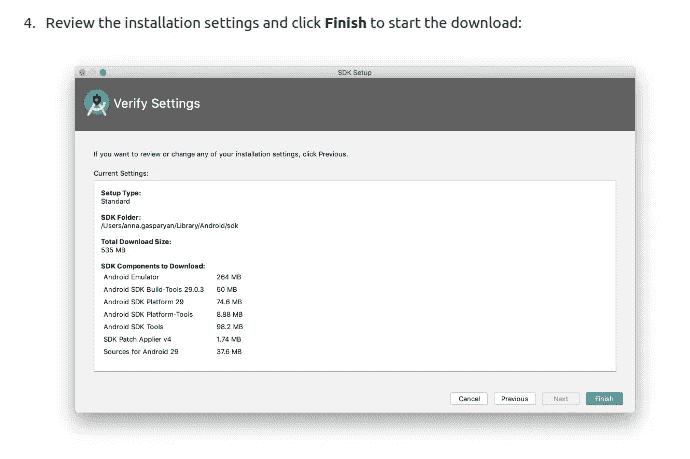 4. Review the installation settings and click Finish to start the download:
SDK Setup
Verify Settings
If you want to review or change any of your installation settings, click Previous.
Current Settings:
Setup Type:
Standard
SDK Folder:
/Users/anna.gasparyan/Library/Android/sdk
Total Download Size:
535 MB
SDK Components to Download:
Android Emulator 264 MB
Android SDK Build-Tools 29.0.3 50 MB
Android SDK Platform 29 74.6 MB
Android SDK Platform-Tools 8.88 MB
Android SDK Tools 98.2 MB
SDK Patch Applier v4 1.74 MB
Sources for Android 29 37.6 MB
Cancel Previous Next Finish